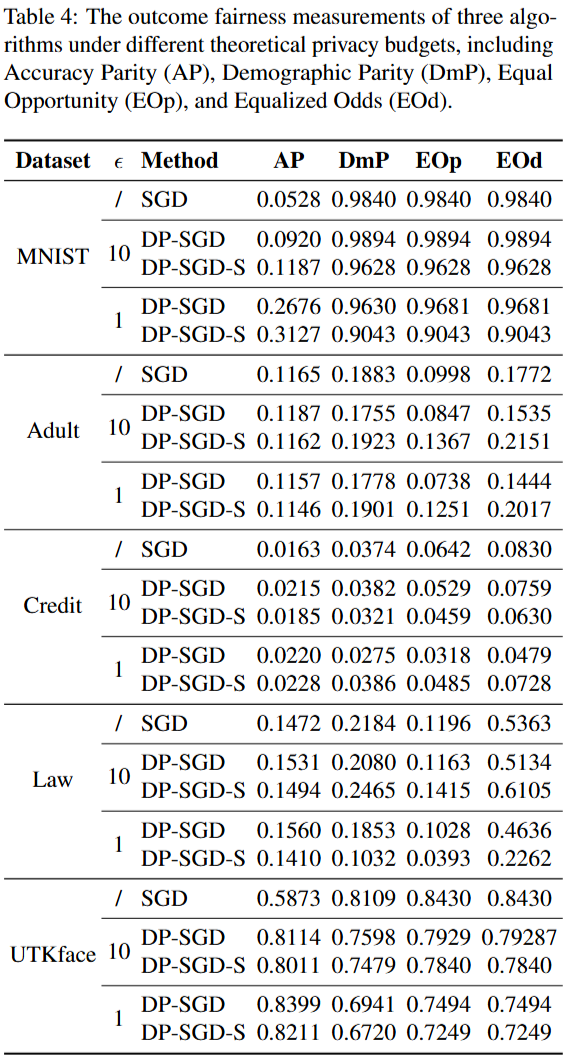 Table 4: The outcome fairness measurements of three algo-
rithms under different theoretical privacy budgets, including
Accuracy Parity (AP), Demographic Parity (DmP), Equal
Opportunity (EOp), and Equalized Odds (EOd).
Dataset ϵ Method AP DmP EOp EOd
/ SGD 0.0528 0.9840 0.9840 0.9840
MNIST 10 DP-SGD 0.0920 0.9894 0.9894 0.9894
DP-SGD-S 0.1187 0.9628 0.9628 0.9628
1 DP-SGD 0.2676 0.9630 0.9681 0.9681
DP-SGD-S 0.3127 0.9043 0.9043 0.9043
/ SGD 0.1165 0.1883 0.0998 0.1772
Adult 10 DP-SGD 0.1187 0.1755 0.0847 0.1535
DP-SGD-S 0.1162 0.1923 0.1367 0.2151
1 DP-SGD 0.1157 0.1778 0.0738 0.1444
DP-SGD-S 0.1146 0.1901 0.1251 0.2017
/ SGD 0.0163 0.0374 0.0642 0.0830
Credit 10 DP-SGD 0.0215 0.0382 0.0529 0.0759
DP-SGD-S 0.0185 0.0321 0.0459 0.0630
1 DP-SGD 0.0220 0.0275 0.0318 0.0479
DP-SGD-S 0.0228 0.0386 0.0485 0.0728
/ SGD 0.1472 0.2184 0.1196 0.5363
Law 10 DP-SGD 0.1531 0.2080 0.1163 0.5134
DP-SGD-S 0.1494 0.2465 0.1415 0.6105
1 DP-SGD 0.1560 0.1853 0.1028 0.4636
DP-SGD-S 0.1410 0.1032 0.0393 0.2262
/ SGD 0.5873 0.8109 0.8430 0.8430
UTKface 10 DP-SGD 0.8114 0.7598 0.7929 0.79287
DP-SGD-S 0.8011 0.7479 0.7840 0.7840
1 DP-SGD 0.8399 0.6941 0.7494 0.7494
DP-SGD-S 0.8211 0.6720 0.7249 0.7249